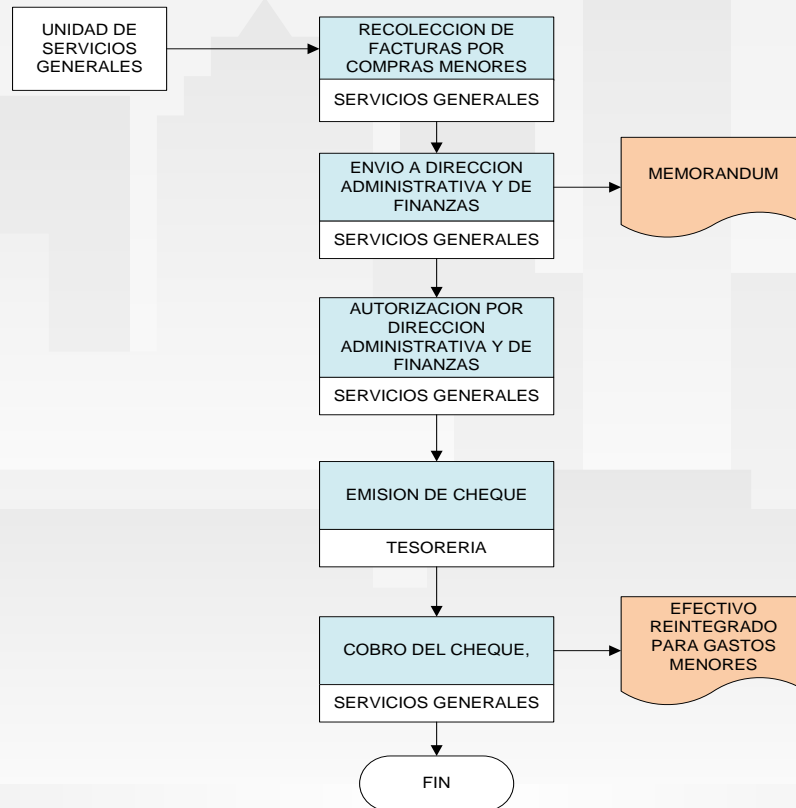 UNIDAD DE
SERVICIOS
GENERALES
RECOLECCION DE
FACTURAS POR
COMPRAS MENORES
SERVICIOS GENERALES
ENVIO A DIRECCION
ADMINISTRATIVA Y DE
FINANZAS
SERVICIOS GENERALES
MEMORANDUM
AUTORIZACION POR
DIRECCION
ADMINISTRATIVA Y DE
FINANZAS
SERVICIOS GENERALES
EMISION DE CHEQUE
TESORERIA
COBRO DEL CHEQUE,
SERVICIOS GENERALES
EFECTIVO
REINTEGRADO
PARA GASTOS
MENORES
FIN